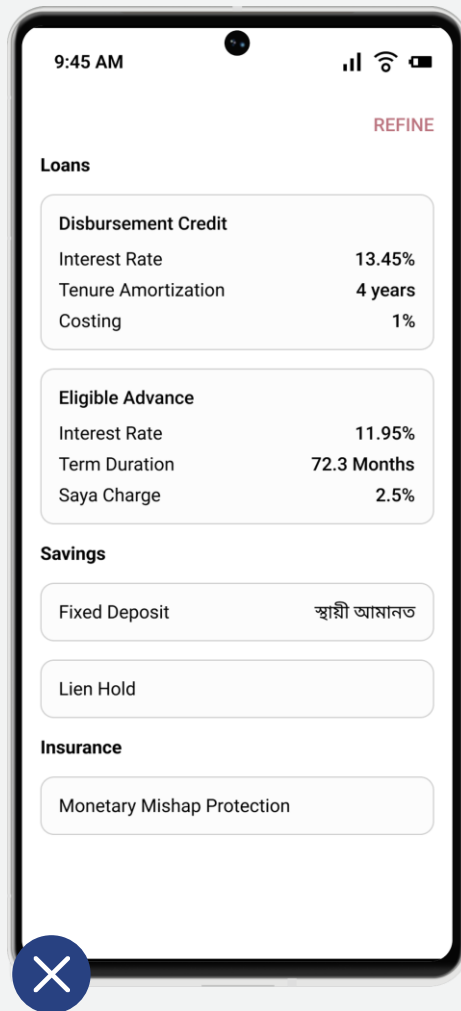 9:45 AM
REFINE
Loans
Disbursement Credit
Interest Rate 13.45%
Tenure Amortization 4 years
Costing 1%
Eligible Advance
Interest Rate 11.95%
Term Duration 72.3 Months
Saya Charge 2.5%
Savings
Fixed Deposit স্থায়ী আমানত
Lien Hold
Insurance
Monetary Mishap Protection